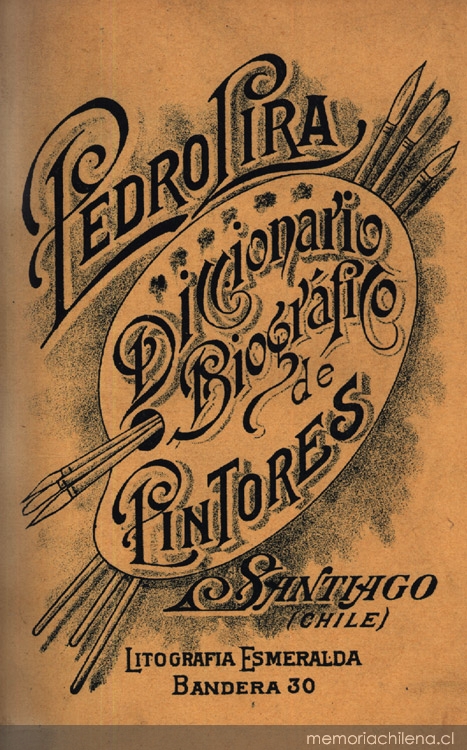 PEDRO LIRA
Diccionario
Biográfico
de
PINTORES
SANTIAGO
(CHILE)
LITOGRAFIA ESMERALDA
BANDERA 30
memoriachilena.cl